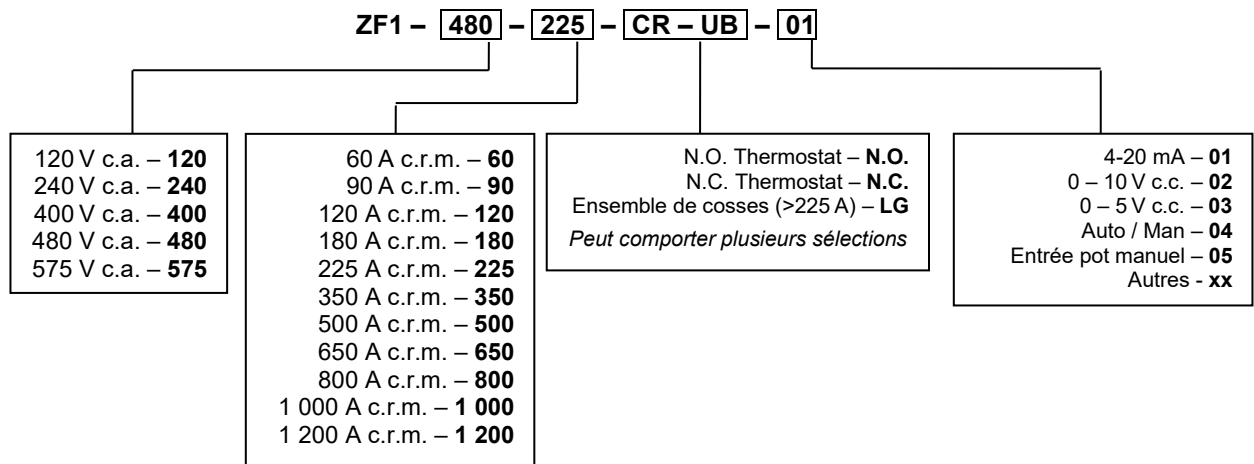 ZF1 – 480 – 225 – CR – UB – 01
120 V c.a. – 120
240 V c.a. – 240
400 V c.a. – 400
480 V c.a. – 480
575 V c.a. – 575
60 A c.r.m. – 60
90 A c.r.m. – 90
120 A c.r.m. – 120
180 A c.r.m. – 180
225 A c.r.m. – 225
350 A c.r.m. – 350
500 A c.r.m. – 500
650 A c.r.m. – 650
800 A c.r.m. – 800
1 000 A c.r.m. – 1 000
1 200 A c.r.m. – 1 200
N.O. Thermostat – N.O.
N.C. Thermostat – N.C.
Ensemble de cosses (>225 A) – LG
Peut comporter plusieurs sélections
4-20 mA – 01
0 – 10 V c.c. – 02
0 – 5 V c.c. – 03
Auto / Man – 04
Entrée pot manuel – 05
Autres - xx